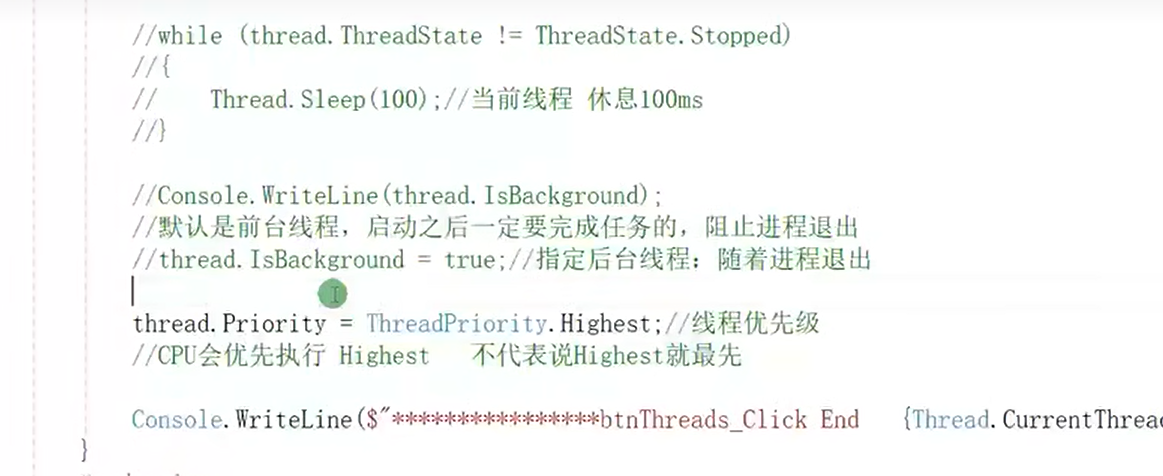 //while (thread.ThreadState != ThreadState.Stopped)
//{
//    Thread.Sleep(100);//当前线程 休息100ms
//}
//Console.WriteLine(thread.IsBackground);
//默认是前台线程，启动之后一定要完成任务的，阻止进程退出
//thread.IsBackground = true;//指定后台线程：随着进程退出
thread.Priority = ThreadPriority.Highest;//线程优先级
//CPU会优先执行 Highest   不代表说Highest就最先
Console.WriteLine($"****************btnThreads_Click End   {Thread.CurrentThrea
}